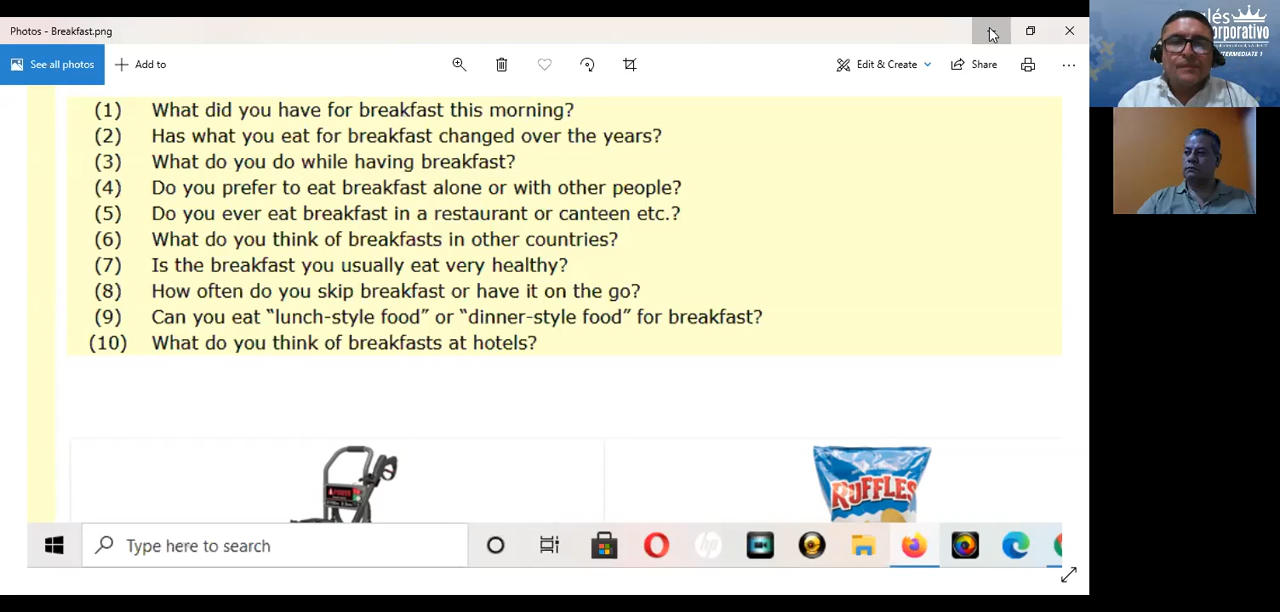 Photos - Breakfast.png
See all photos
Add to
Edit & Create
Share
(1) What did you have for breakfast this morning?
(2) Has what you eat for breakfast changed over the years?
(3) What do you do while having breakfast?
(4) Do you prefer to eat breakfast alone or with other people?
(5) Do you ever eat breakfast in a restaurant or canteen etc.?
(6) What do you think of breakfasts in other countries?
(7) Is the breakfast you usually eat very healthy?
(8) How often do you skip breakfast or have it on the go?
(9) Can you eat “lunch-style food” or “dinner-style food” for breakfast?
(10) What do you think of breakfasts at hotels?
RUFFLES
Type here to search
hp